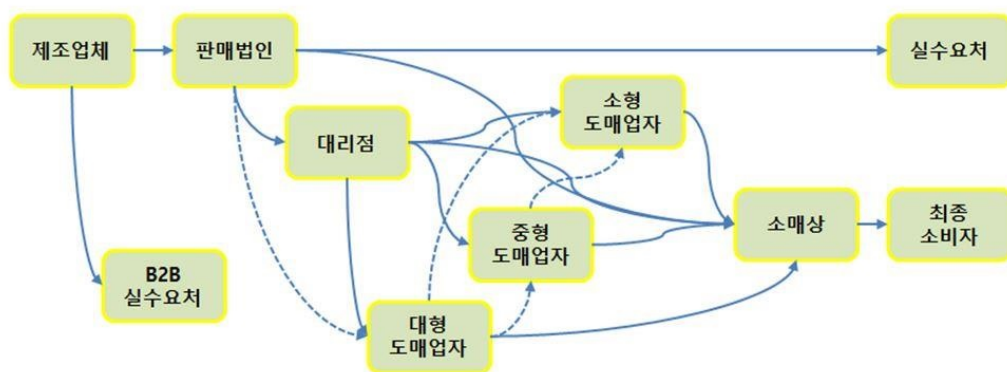 제조업체
판매법인
실수요처
소형
도매업자
대리점
중형
도매업자
소매상
최종
소비자
B2B
실수요처
대형
도매업자